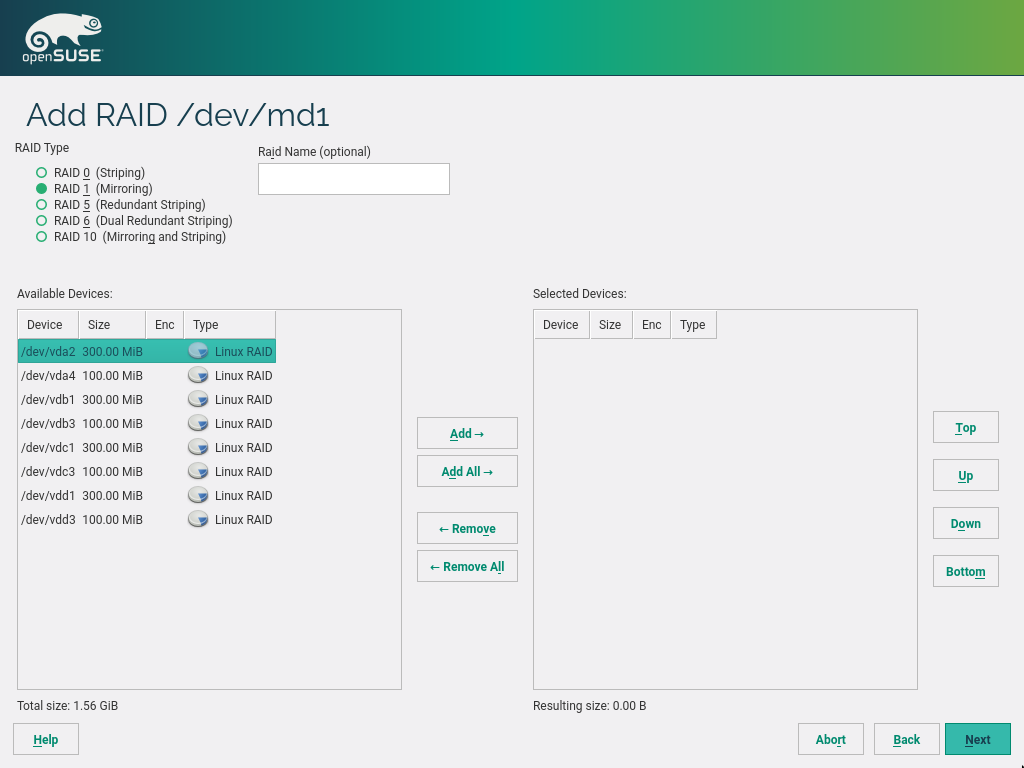 openSUSE
Add RAID /dev/md1
RAID Type
Raid Name (optional)
RAID 0 (Striping)
RAID 1 (Mirroring)
RAID 5 (Redundant Striping)
RAID 6 (Dual Redundant Striping)
RAID 10 (Mirroring and Striping)
Available Devices:
Device Size Enc Type
/dev/vda2 300.00 MiB Linux RAID
/dev/vda4 100.00 MiB Linux RAID
/dev/vdb1 300.00 MiB Linux RAID
/dev/vdb3 100.00 MiB Linux RAID
/dev/vdc1 300.00 MiB Linux RAID
/dev/vdc3 100.00 MiB Linux RAID
/dev/vdd1 300.00 MiB Linux RAID
/dev/vdd3 100.00 MiB Linux RAID
Total size: 1.56 GiB
Add →
Add All →
← Remove
← Remove All
Selected Devices:
Device Size Enc Type
Resulting size: 0.00 B
Top
Up
Down
Bottom
Help
Abort
Back
Next